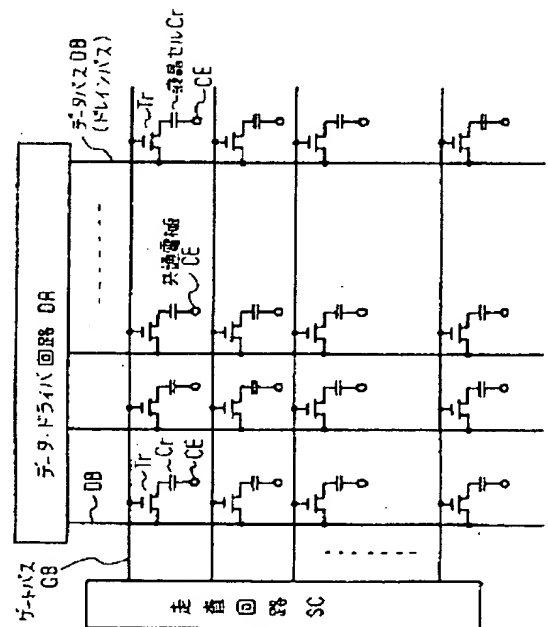 データ・ドライバ回路 DR
データバス DB
(ドレインバス)
DB
ゲートバス
GB
Tr
Cr
CE
共通電極
CE
Tr
液晶セルCr
CE
走査回路 SC